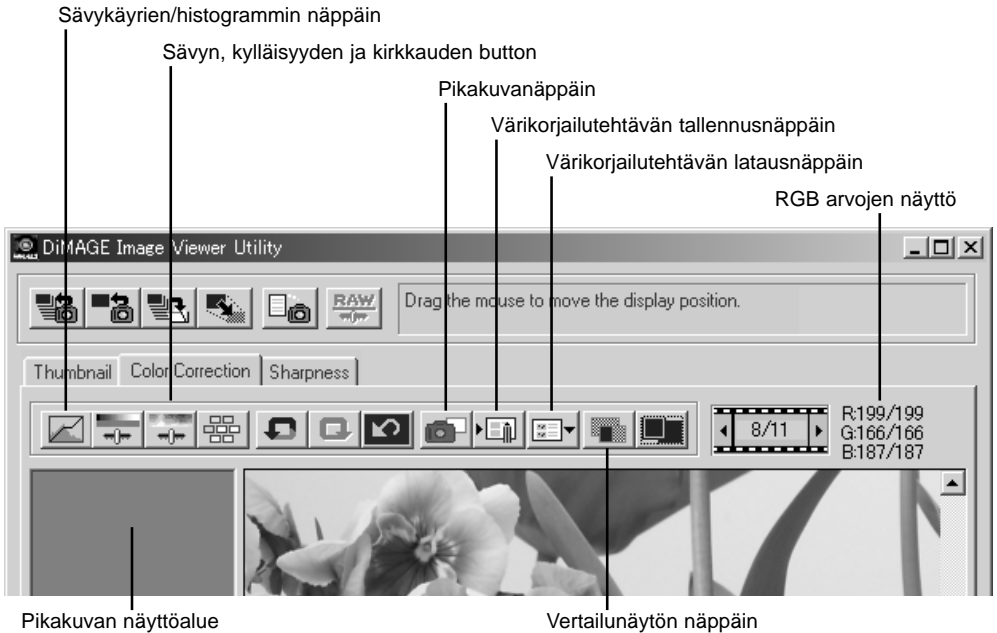 Sävykäyrien/histogrammin näppäin
Sävyn, kylläisyyden ja kirkkauden button
Pikakuvanäppäin
Värikorjailutehtävän tallennusnäppäin
Värikorjailutehtävän latausnäppäin
RGB arvojen näyttö
DiMAGE Image Viewer Utility
RAW
Drag the mouse to move the display position.
Thumbnail Color Correction Sharpness
8/11
R:199/199
G:166/166
B:187/187
Pikakuvan näyttöalue
Vertailunäytön näppäin